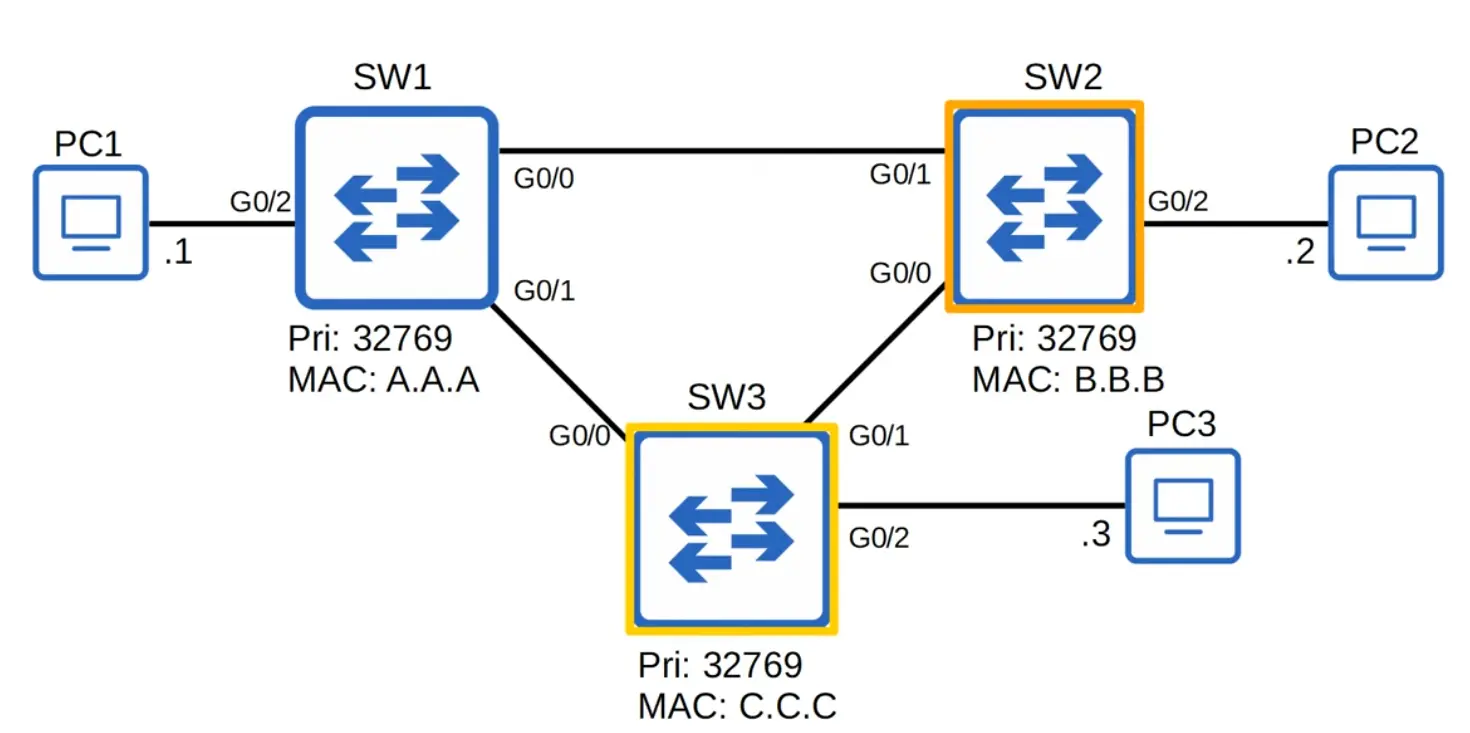 SW1
SW2
PC1
PC2
G0/0
G0/1
G0/2
G0/2
.1
.2
G0/1
G0/0
Pri: 32769
MAC: A.A.A
Pri: 32769
MAC: B.B.B
SW3
PC3
G0/0
G0/1
G0/2
.3
Pri: 32769
MAC: C.C.C